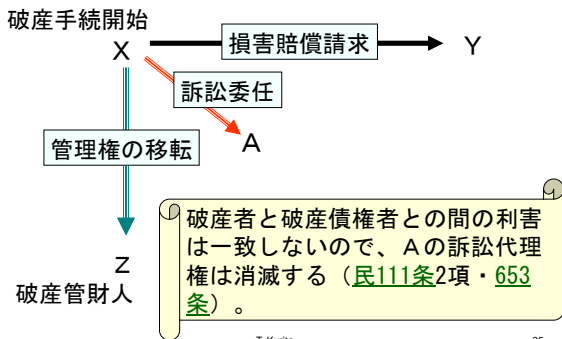 破産手続開始
X
損害賠償請求
Y
訴訟委任
A
管理権の移転
Z
破産管財人
破産者と破産債権者との間の利害
は一致しないので、Aの訴訟代理
権は消滅する（民111条2項・653
条）。